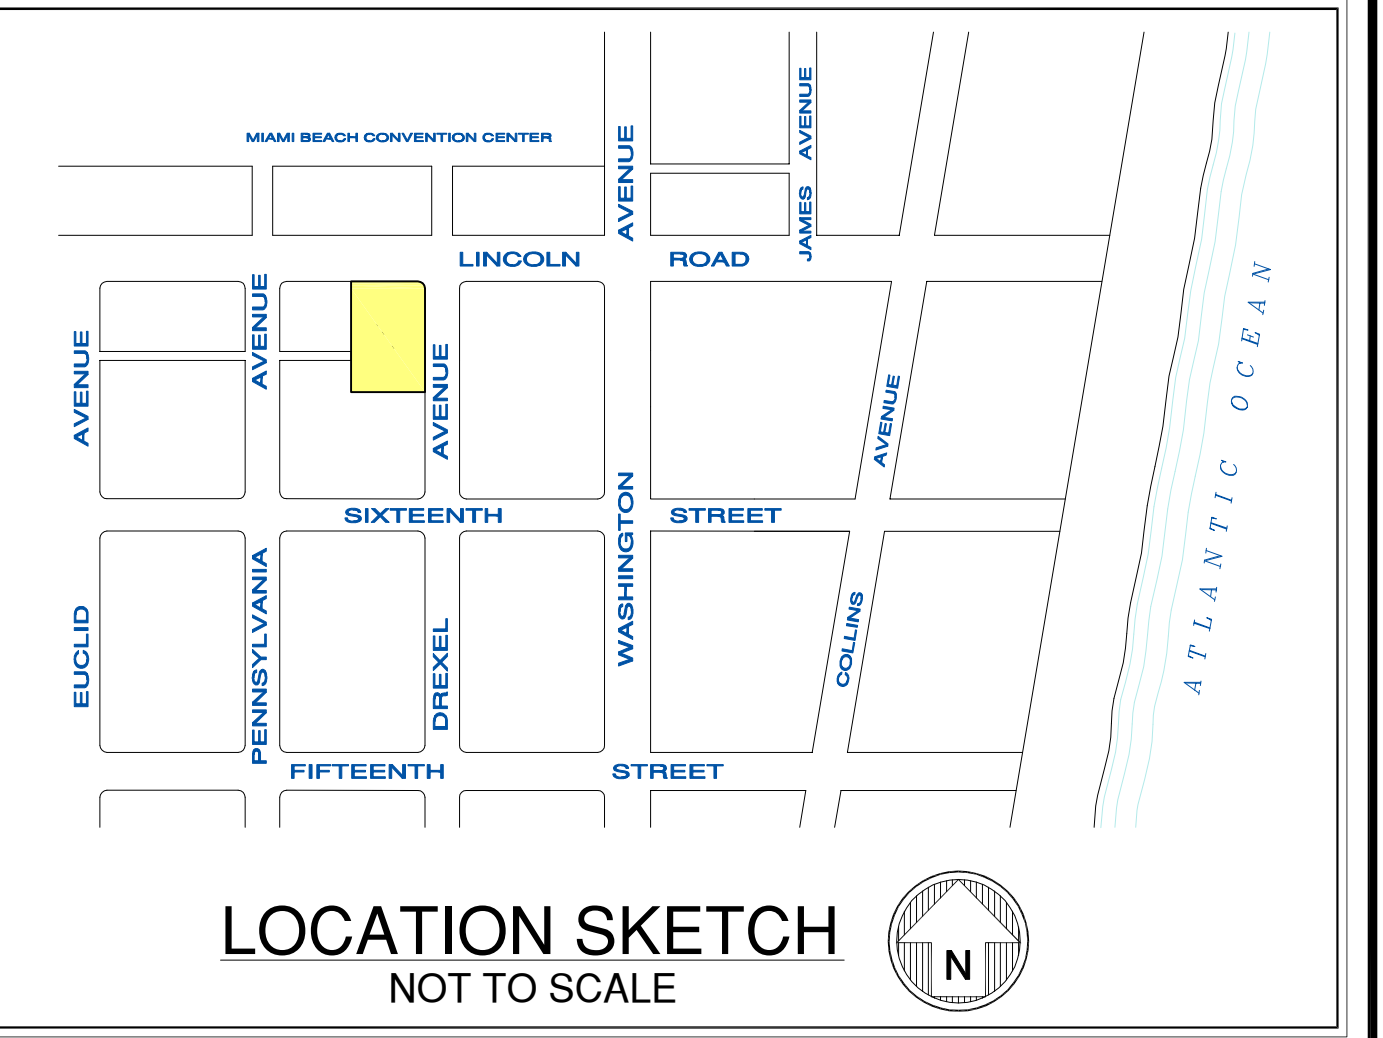 MIAMI BEACH CONVENTION CENTER
JAMES AVENUE
LINCOLN ROAD
EUCLID AVENUE
PENNSYLVANIA AVENUE
DREXEL AVENUE
WASHINGTON AVENUE
COLLINS AVENUE
ATLANTIC OCEAN
SIXTEENTH STREET
FIFTEENTH STREET
LOCATION SKETCH
NOT TO SCALE
N